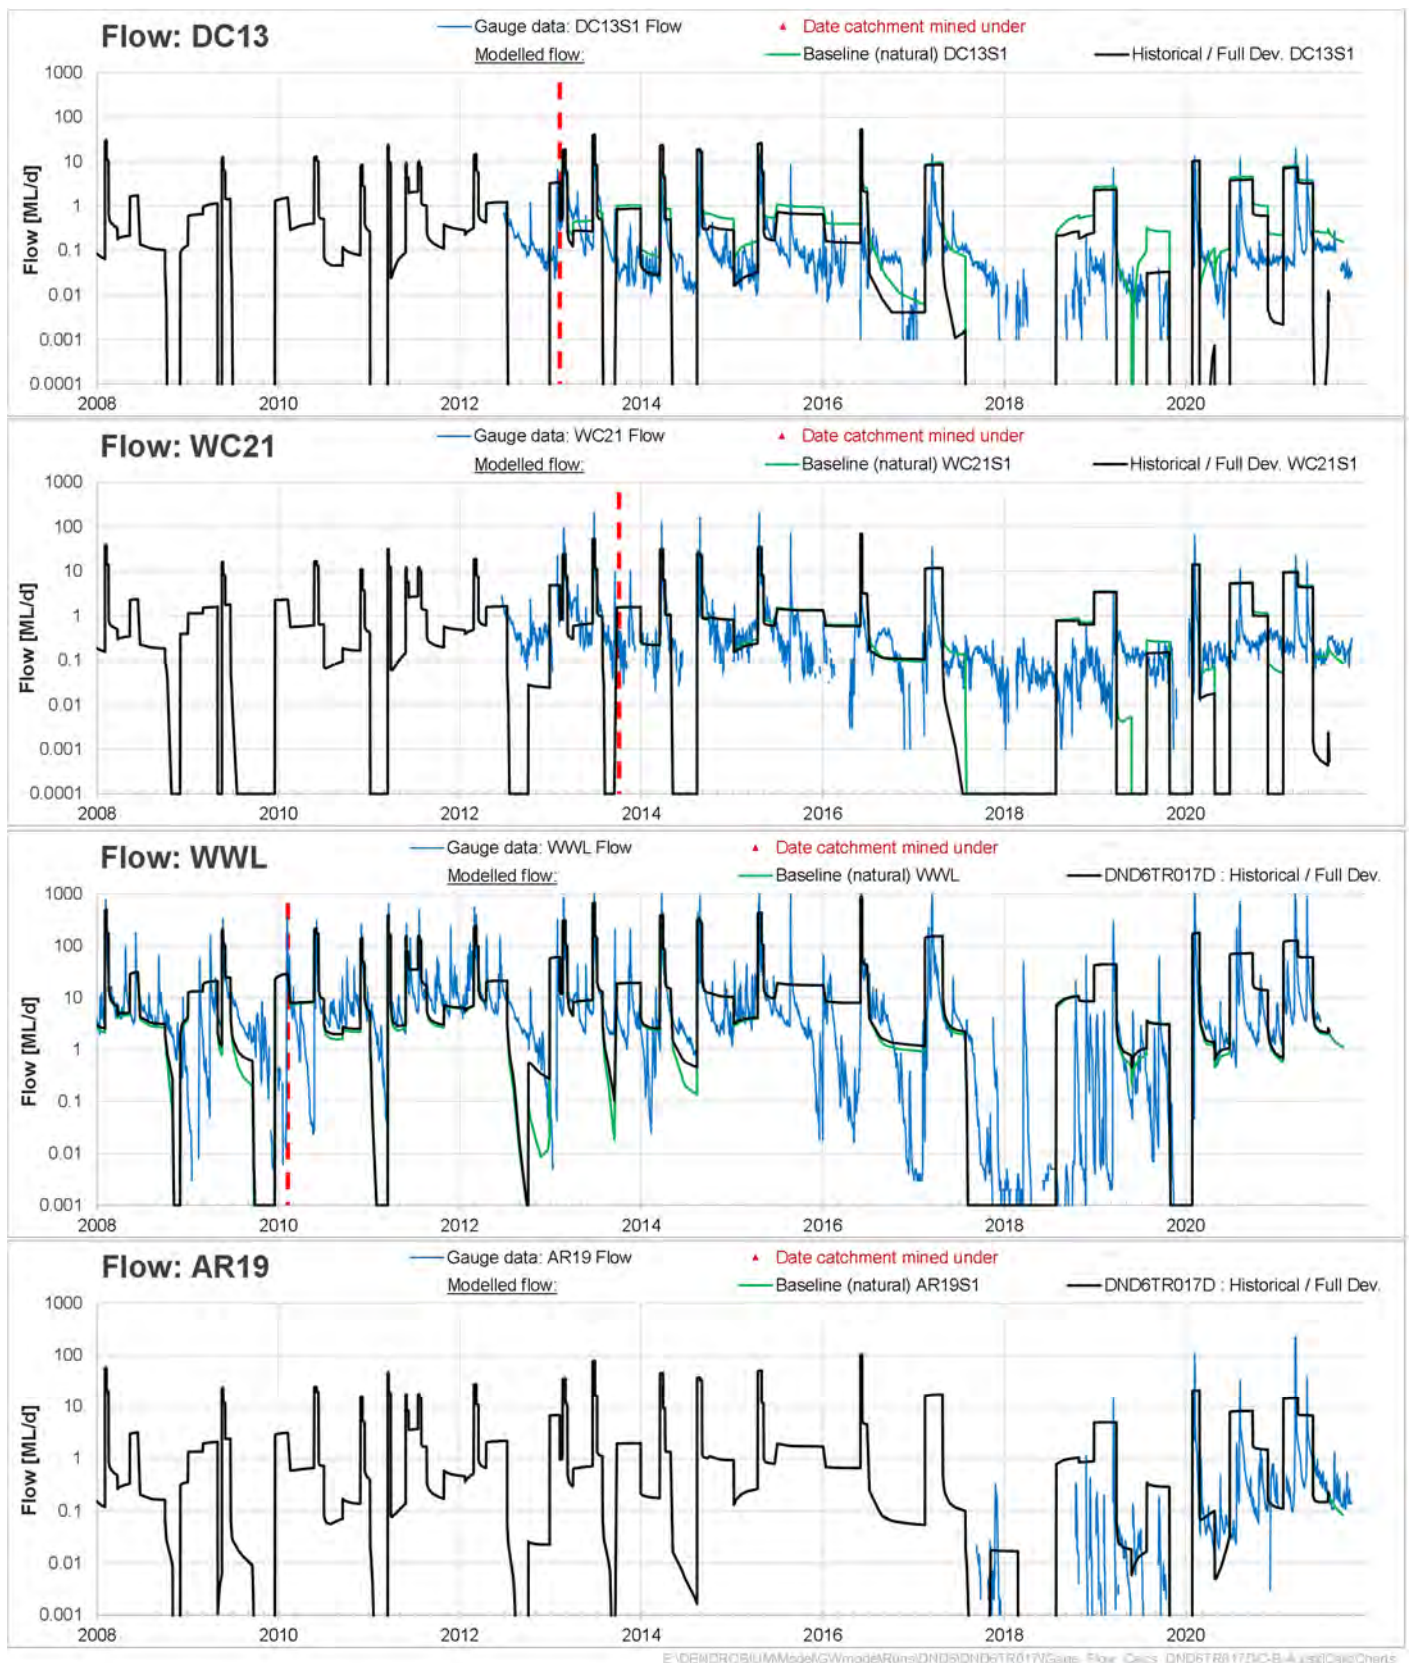 Flow: DC13
Gauge data: DC13S1 Flow
Date catchment mined under
Modelled flow:
Baseline (natural) DC13S1
Historical / Full Dev. DC13S1
Flow [ML/d]
1000
100
10
1
0.1
0.01
0.001
0.0001
2008 2010 2012 2014 2016 2018 2020
Flow: WC21
Gauge data: WC21 Flow
Date catchment mined under
Modelled flow:
Baseline (natural) WC21S1
Historical / Full Dev. WC21S1
Flow [ML/d]
1000
100
10
1
0.1
0.01
0.001
0.0001
2008 2010 2012 2014 2016 2018 2020
Flow: WWL
Gauge data: WWL Flow
Date catchment mined under
Modelled flow:
Baseline (natural) WWL
DND6TR017D : Historical / Full Dev.
Flow [ML/d]
1000
100
10
1
0.1
0.01
0.001
2008 2010 2012 2014 2016 2018 2020
Flow: AR19
Gauge data: AR19 Flow
Date catchment mined under
Modelled flow:
Baseline (natural) AR19S1
DND6TR017D : Historical / Full Dev.
Flow [ML/d]
1000
100
10
1
0.1
0.01
0.001
2008 2010 2012 2014 2016 2018 2020